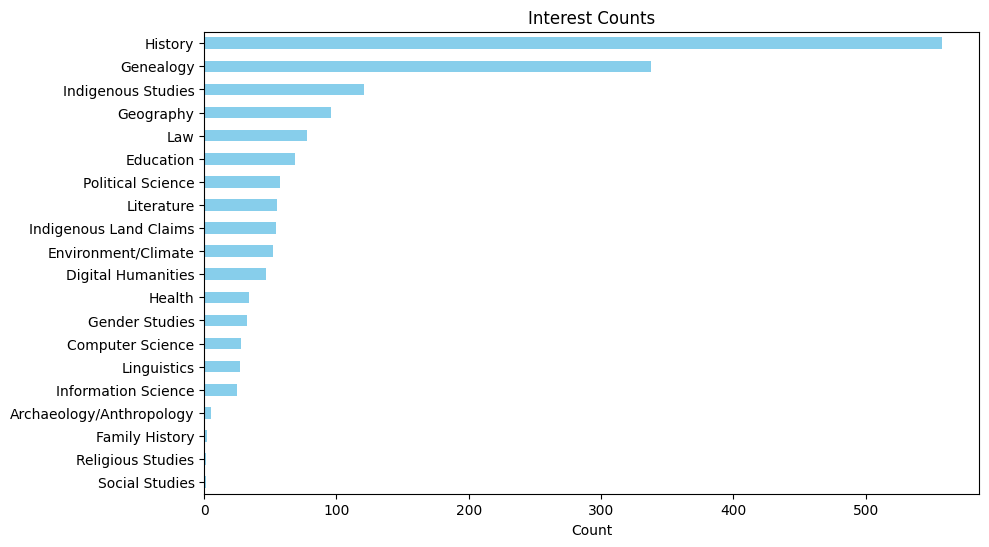 Interest Counts
History
Genealogy
Indigenous Studies
Geography
Law
Education
Political Science
Literature
Indigenous Land Claims
Environment/Climate
Digital Humanities
Health
Gender Studies
Computer Science
Linguistics
Information Science
Archaeology/Anthropology
Family History
Religious Studies
Social Studies
0 100 200 300 400 500
Count